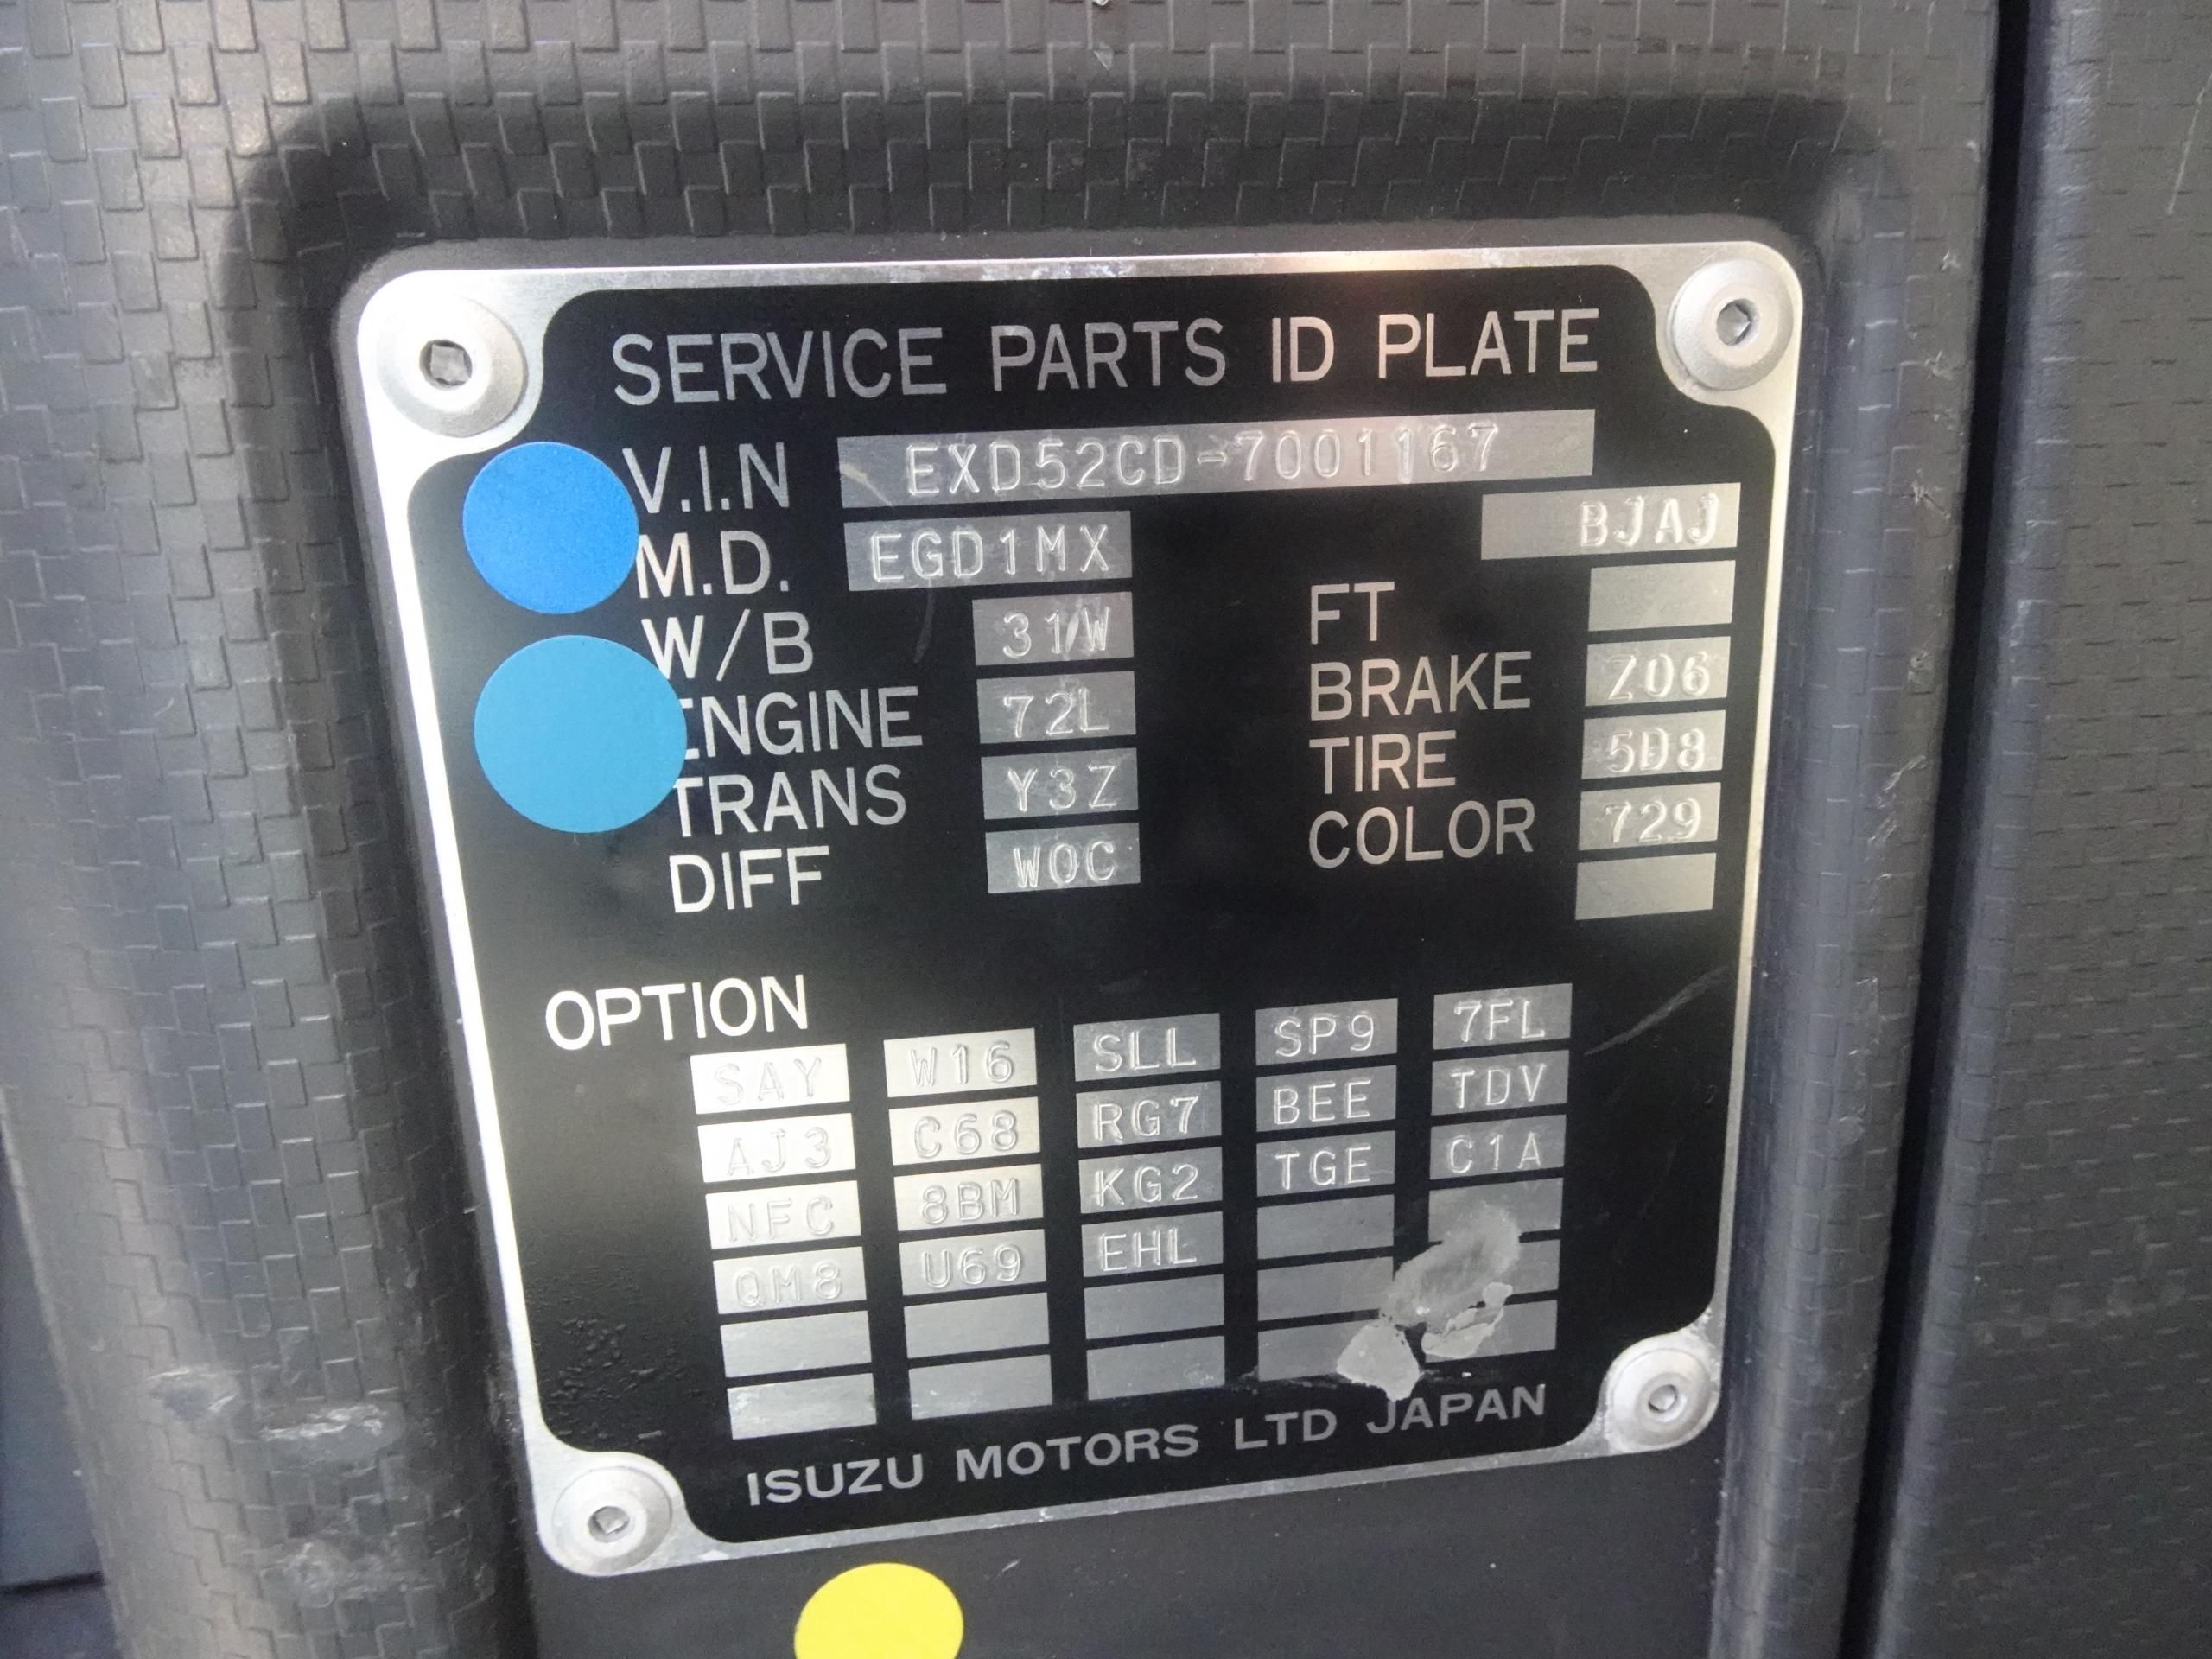 SERVICE PARTS ID PLATE
V.I.N EXD52CD-7001167
BJAJ
M.D. EGD1MX
W/B 31W FT
ENGINE 72L BRAKE Z06
TRANS Y3Z TIRE 5D8
DIFF W0C COLOR 729
OPTION
SAY W16 SLL SP9 7FL
AJ3 C68 RG7 BEE TDV
NFC 8BM KG2 TGE C1A
QM8 U69 EHL
ISUZU MOTORS LTD JAPAN